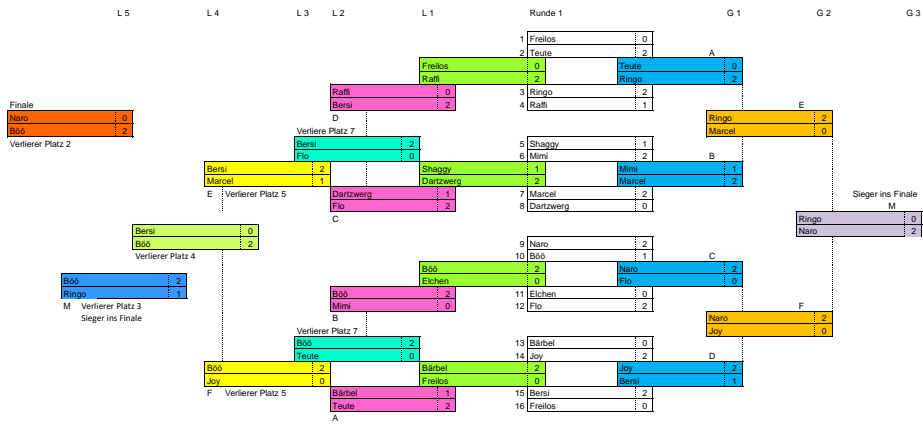 L 5 L 4 L 3 L 2 L 1 Runde 1 G 1 G 2 G 3
1 Freilos 0
2 Teute 2 A
Freilos 0 Teute 0
Raffi 2 Ringo 2
Raffi 0 3 Ringo 2
Bersi 2 4 Raffi 1
Finale D E
Naro 0 Ringo 2
Böö 2 Verliere Platz 7 Marcel 0
Verlierer Platz 2 Bersi 2 5 Shaggy 1
Flo 0 6 Mimi 2 B
Bersi 2 Shaggy 1 Mimi 1
Marcel 1 Dartzwerg 2 Marcel 2
E Verlierer Platz 5 Dartzwerg 1 7 Marcel 2 Sieger ins Finale
Flo 2 8 Dartzwerg 0 M
C Ringo 0
Bersi 0 Naro 2
Böö 2 9 Naro 2
Verlierer Platz 4 10 Böö 1 C
Böö 2 Naro 2
Böö 2 Elchen 0 Flo 0
Ringo 1 Böö 2 11 Elchen 0
M Verlierer Platz 3 Mimi 0 12 Flo 2 F
Sieger ins Finale B Naro 2
Verlierer Platz 7 Joy 0
Böö 2 13 Bärbel 0
Teute 0 14 Joy 2 D
Böö 2 Bärbel 2 Joy 2
Joy 0 Freilos 0 Bersi 1
F Verlierer Platz 5 Bärbel 1 15 Bersi 2
Teute 2 16 Freilos 0
A